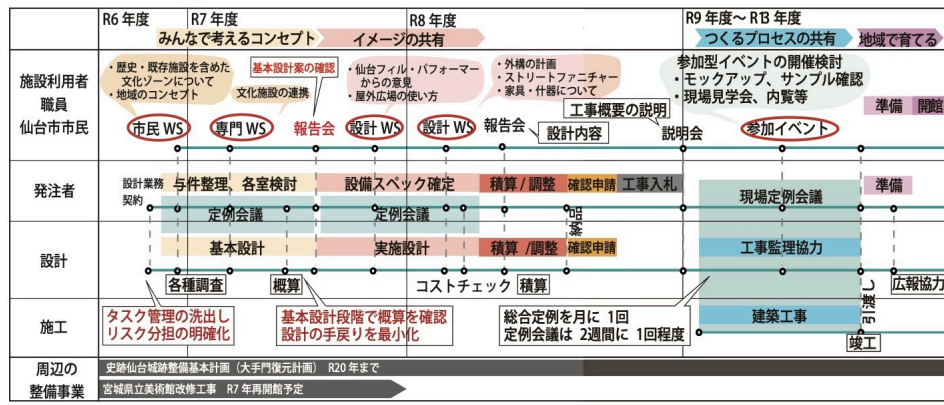 R6 年度
R7 年度
R8 年度
R9 年度〜 R13 年度
みんなで考えるコンセプト
イメージの共有
つくるプロセスの共有
地域で育てる
施設利用者
職員
仙台市市民
・歴史・既存施設を含めた
文化ゾーンについて
・地域のコンセプト
基本設計案の確認
文化施設の連携
・仙台フィル・パフォーマー
からの意見
・屋外広場の使い方
・外構の計画
・ストリートファニチャー
・家具・什器について
工事概要の説明
参加型イベントの開催検討
・モックアップ、サンプル確認
・現場見学会、内覧等
準備
開館
市民 WS
専門 WS
報告会
設計 WS
設計 WS
報告会
設計内容
説明会
参加イベント
発注者
設計業務
契約
与件整理、各室検討
設備スペック確定
積算 / 調整
確認申請
工事入札
現場定例会議
準備
定例会議
定例会議
納品
設計
基本設計
実施設計
積算 / 調整
確認申請
工事監理協力
各種調査
概算
コストチェック
積算
広報協力
引渡し
施工
タスク管理の洗出し
リスク分担の明確化
基本設計段階で概算を確認
設計の手戻りを最小化
総合定例を月に 1回
定例会議は 2週間に 1回程度
建築工事
竣工
周辺の
整備事業
史跡仙台城跡整備基本計画（大手門復元計画） R20 年まで
宮城県立美術館改修工事 R7 年再開館予定